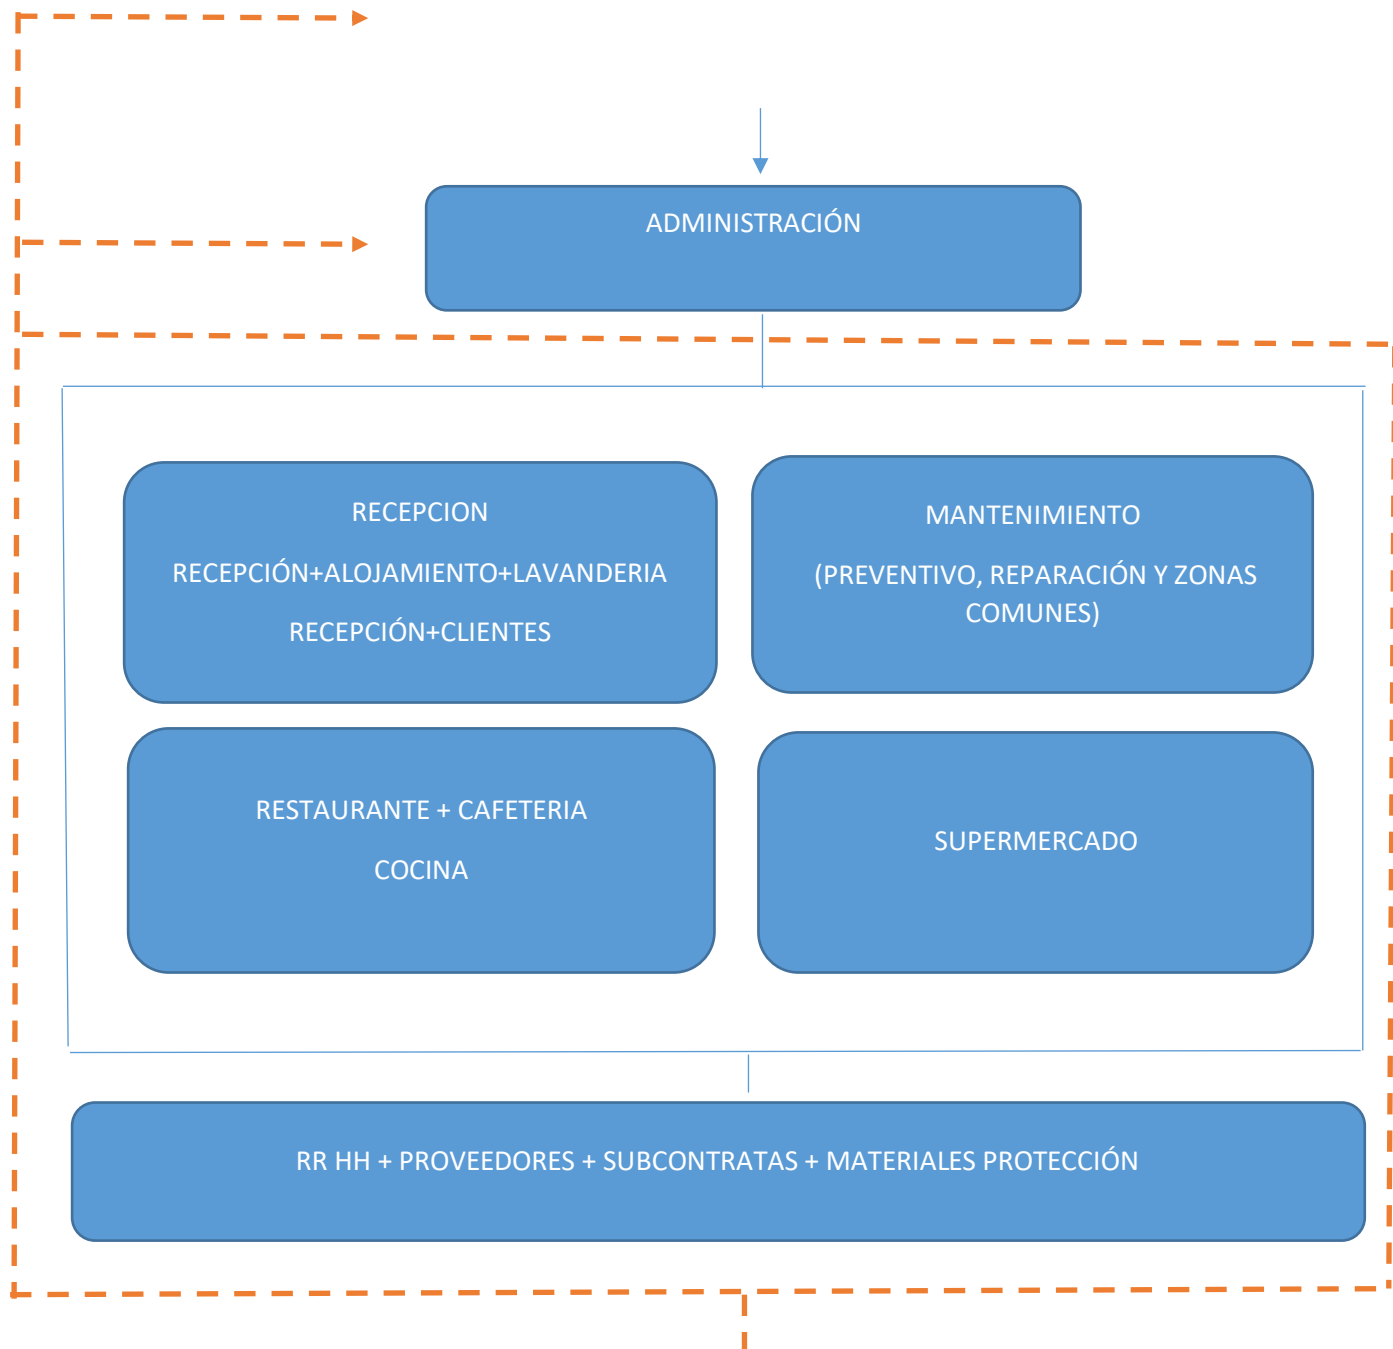 ADMINISTRACIÓN
RECEPCION
RECEPCIÓN+ALOJAMIENTO+LAVANDERIA
RECEPCIÓN+CLIENTES
MANTENIMIENTO
(PREVENTIVO, REPARACIÓN Y ZONAS
COMUNES)
RESTAURANTE + CAFETERIA
COCINA
SUPERMERCADO
RR HH + PROVEEDORES + SUBCONTRATAS + MATERIALES PROTECCIÓN